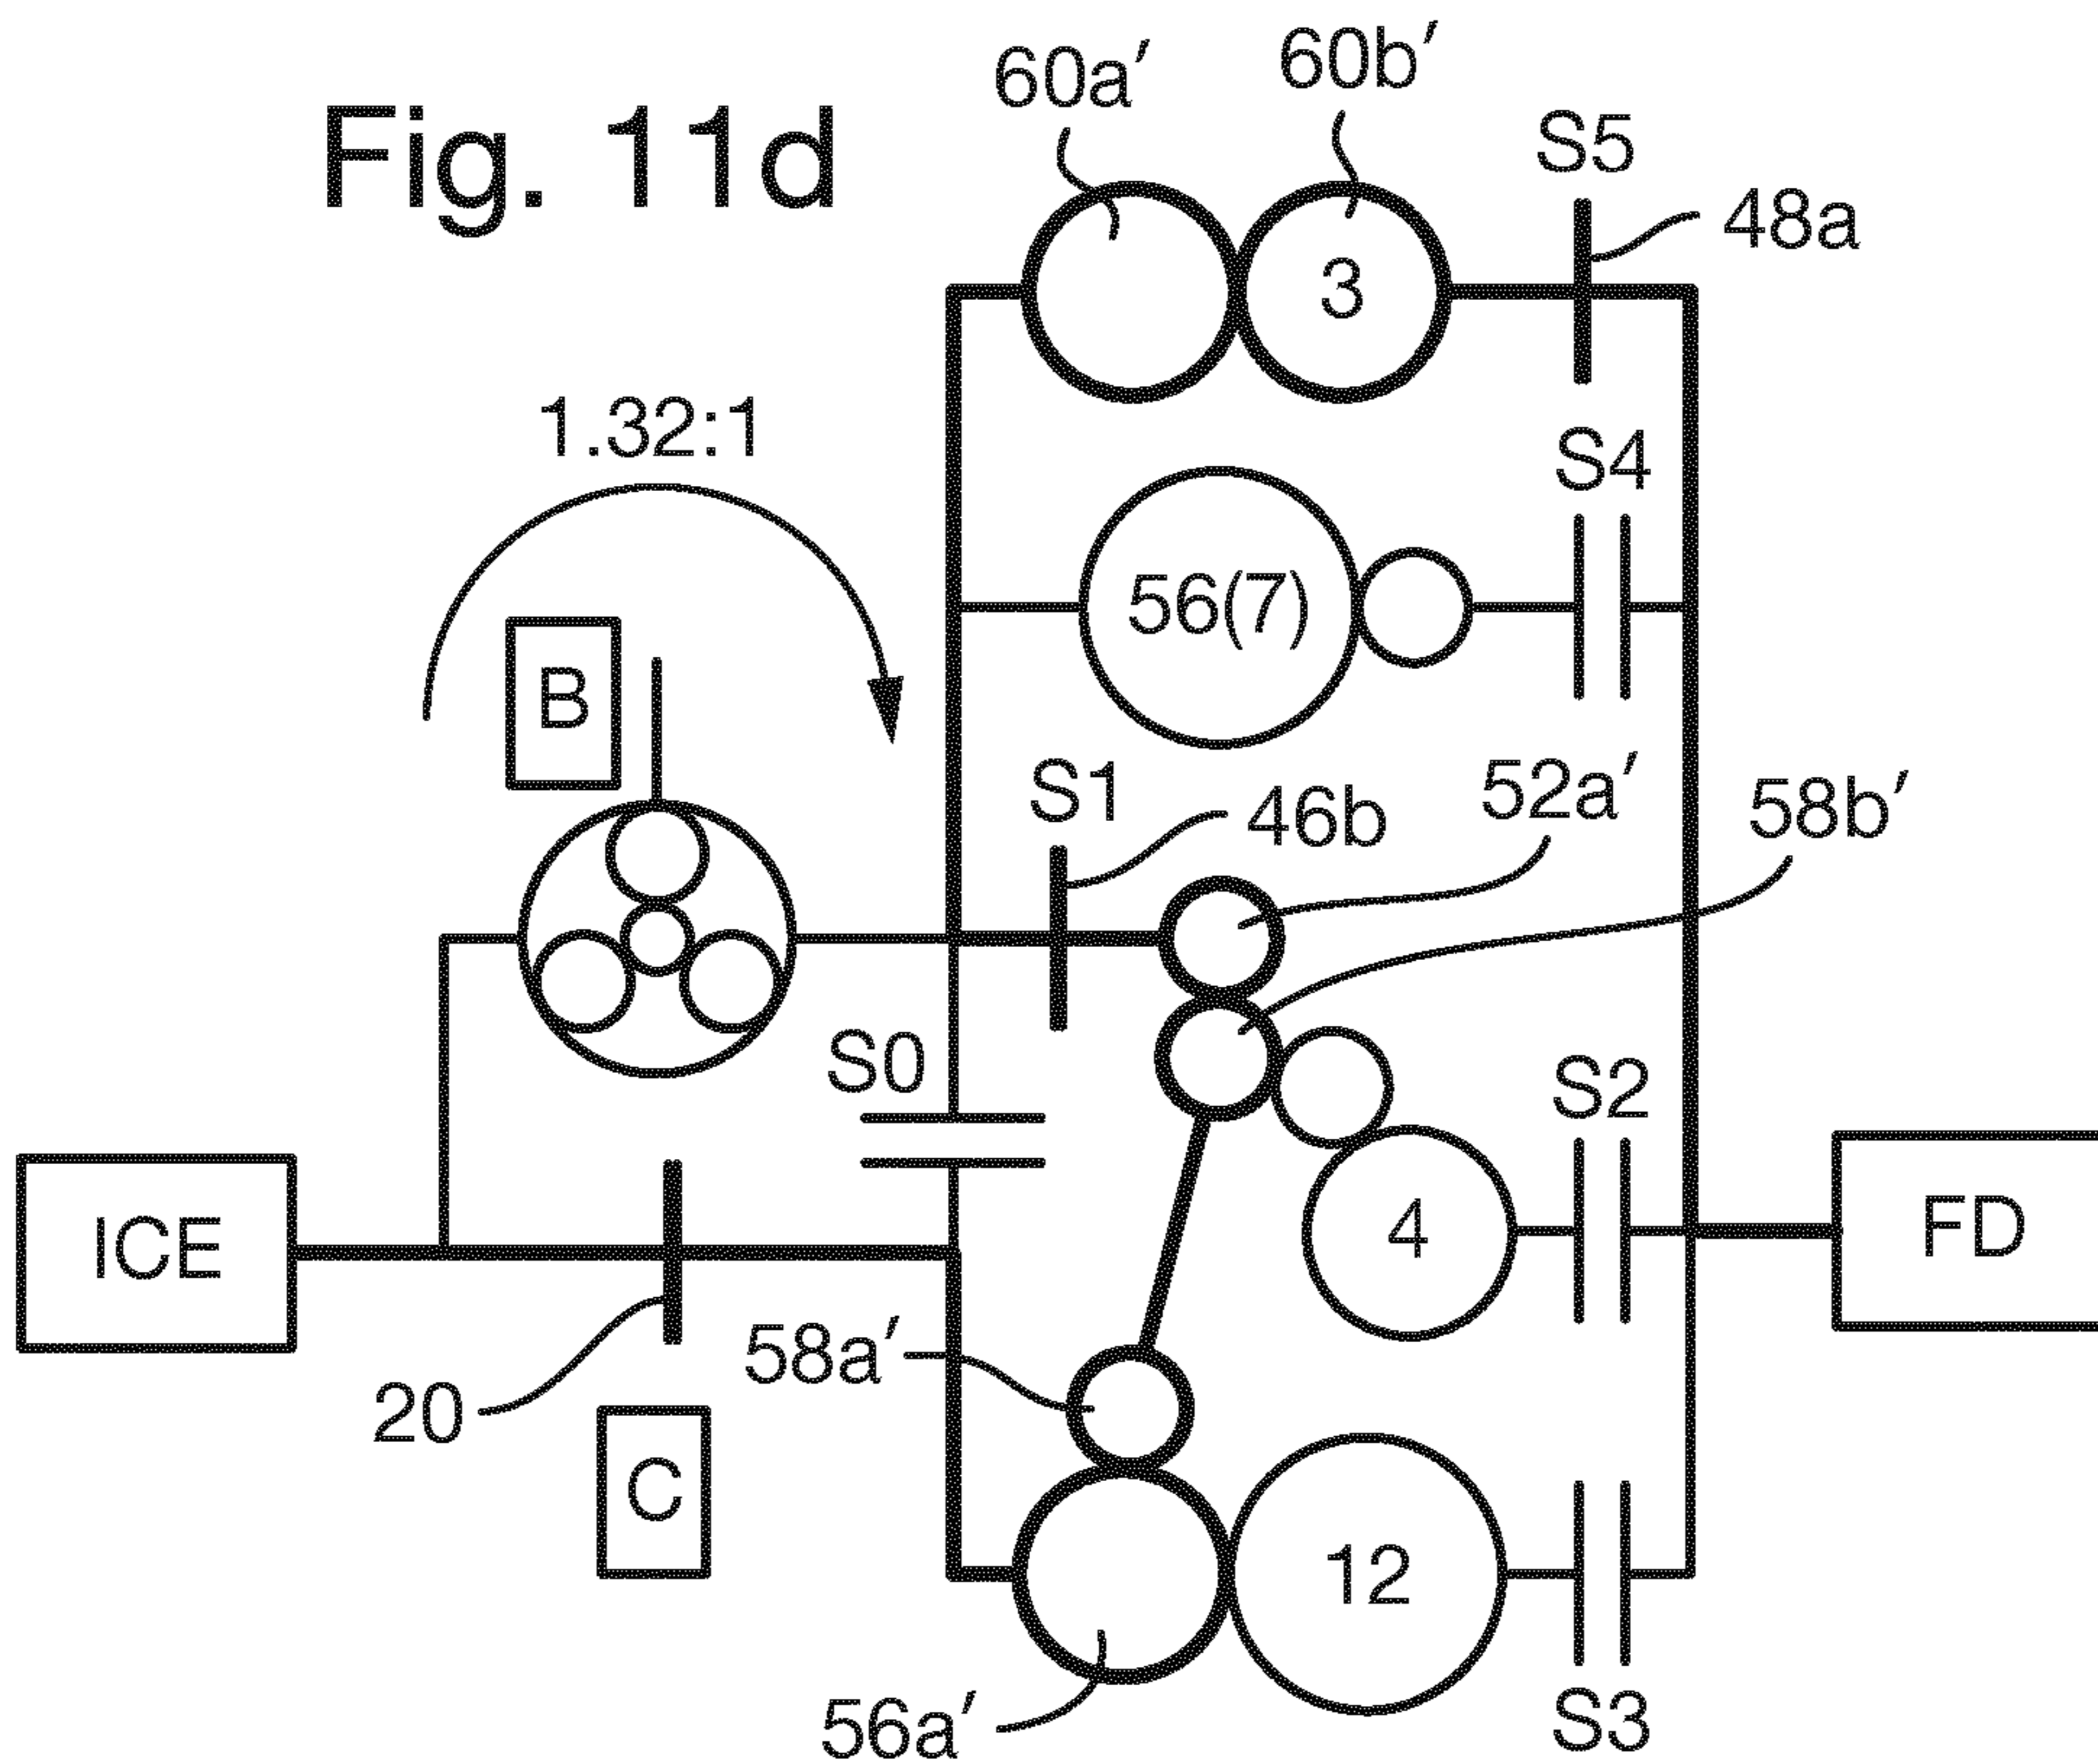 60a′ 60b′
Fig. 11d
S5
48a
3
1.32:1
S4
56(7)
B
S1
46b
52a′
58b′
S0
S2
ICE
4
FD
58a′
20
C
12
56a′
S3